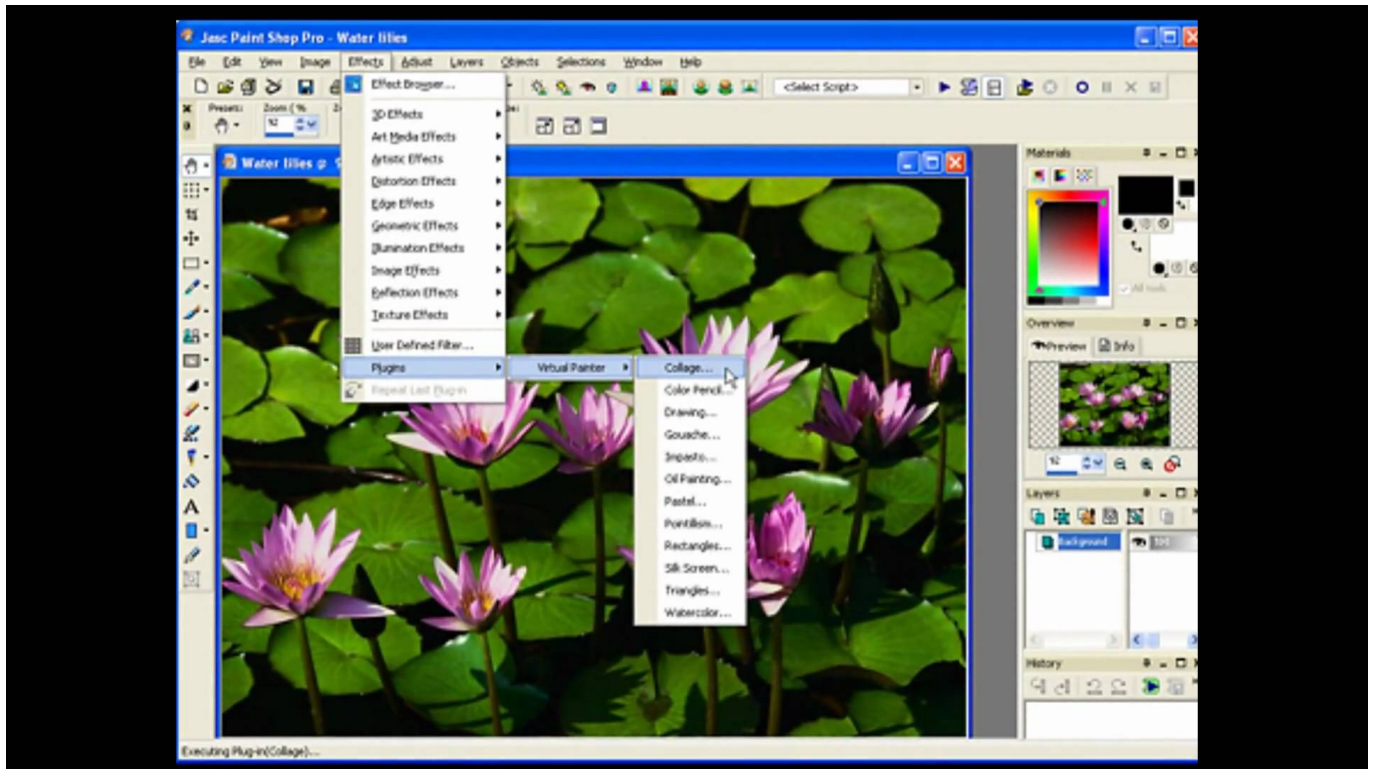 Jasc Paint Shop Pro - Water lilies
File Edit View Image Effects Adjust Layers Objects Selections Window Help
<Select Script>
Presets: Zoom (%
92
Water lilies @
Effect Browser...
3D Effects
Art Media Effects
Artistic Effects
Distortion Effects
Edge Effects
Geometric Effects
Illumination Effects
Image Effects
Reflection Effects
Texture Effects
User Defined Filter...
Plugins
Repeat Last Plug-in
Virtual Painter
Collage...
Color Pencil...
Drawing...
Gouache...
Impasto...
Oil Painting...
Pastel...
Pointillism...
Rectangles...
Silk Screen...
Triangles...
Watercolor...
Materials
All tools
Overview
Preview Info
92
Layers
Background 100
History
Executing Plug-in(Collage)...